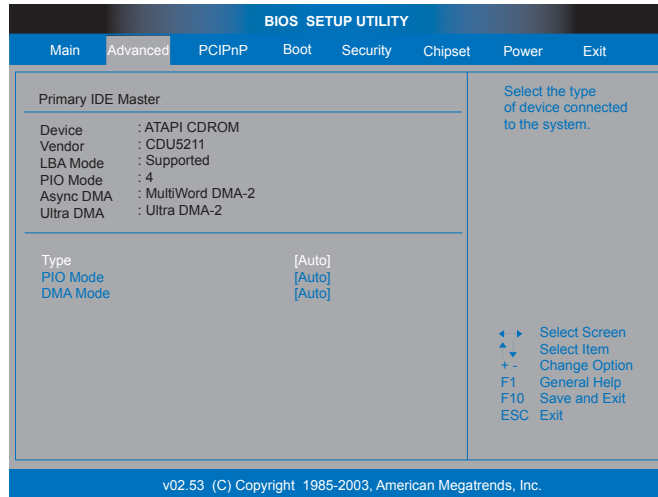 BIOS SETUP UTILITY
Main Advanced PCIPnP Boot Security Chipset Power Exit
Primary IDE Master
Device : ATAPI CDROM
Vendor : CDU5211
LBA Mode : Supported
PIO Mode : 4
Async DMA : MultiWord DMA-2
Ultra DMA : Ultra DMA-2
Type [Auto]
PIO Mode [Auto]
DMA Mode [Auto]
Select the type
of device connected
to the system.
Select Screen
Select Item
+ - Change Option
F1 General Help
F10 Save and Exit
ESC Exit
v02.53 (C) Copyright 1985-2003, American Megatrends, Inc.